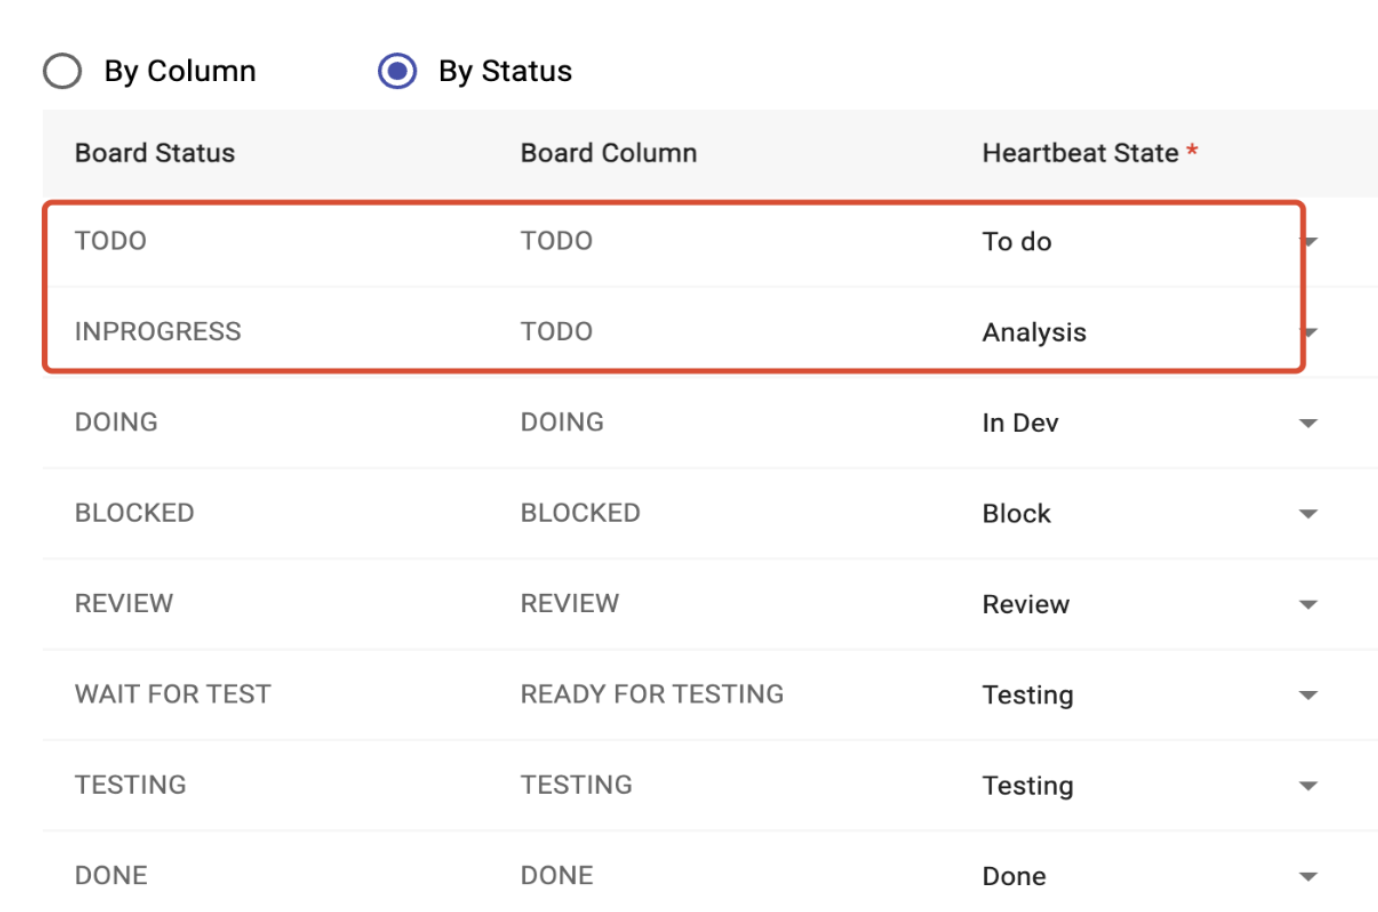 By Column By Status
Board Status Board Column Heartbeat State *
TODO TODO To do
INPROGRESS TODO Analysis
DOING DOING In Dev
BLOCKED BLOCKED Block
REVIEW REVIEW Review
WAIT FOR TEST READY FOR TESTING Testing
TESTING TESTING Testing
DONE DONE Done